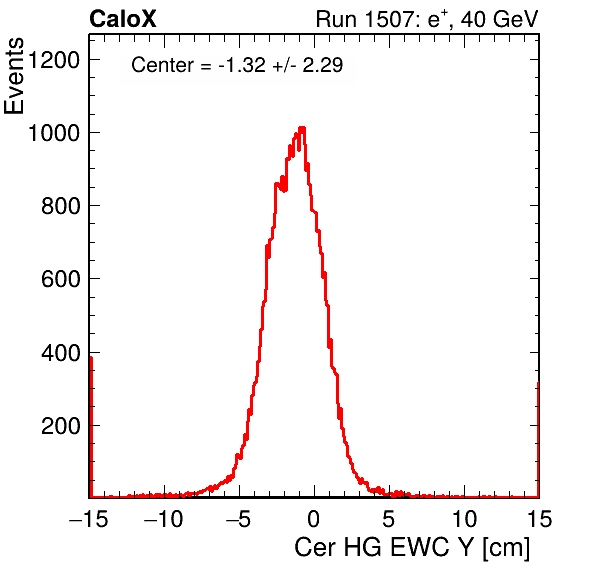 CaloX Run 1507: e+, 40 GeV
Center = -1.32 +/- 2.29
Events
1200
1000
800
600
400
200
−15 −10 −5 0 5 10 15
Cer HG EWC Y [cm]